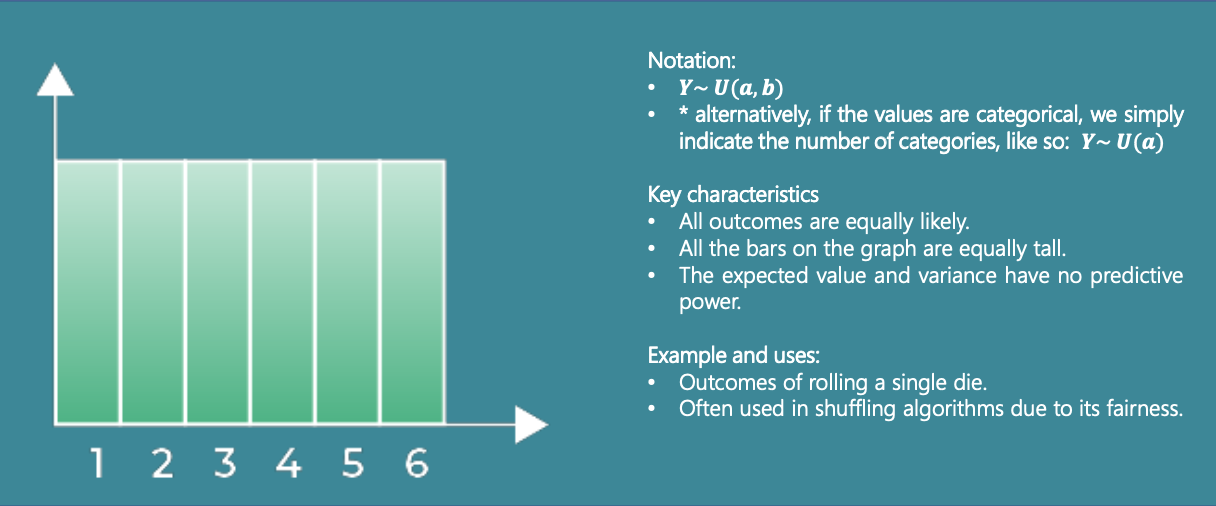 Notation:
• Y~ U(a, b)
• * alternatively, if the values are categorical, we simply
indicate the number of categories, like so: Y~ U(a)
Key characteristics
• All outcomes are equally likely.
• All the bars on the graph are equally tall.
• The expected value and variance have no predictive
power.
Example and uses:
• Outcomes of rolling a single die.
• Often used in shuffling algorithms due to its fairness.
1 2 3 4 5 6